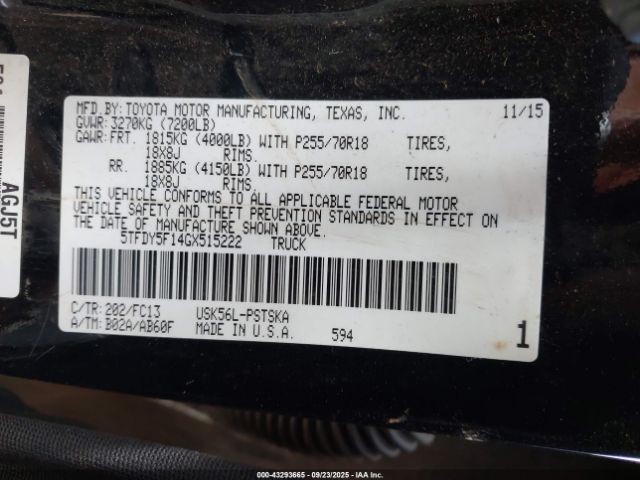 MFD.BY:TOYOTA MOTOR MANUFACTURING, TEXAS, INC. 11/15
GVWR:3270KG (7200LB)
GAWR:FRT. 1815KG (4000LB) WITH P255/70R18 TIRES,
18X8J RIMS.
RR. 1885KG (4150LB) WITH P255/70R18 TIRES,
18X8J RIMS.
THIS VEHICLE CONFORMS TO ALL APPLICABLE FEDERAL MOTOR
VEHICLE SAFETY AND THEFT PREVENTION STANDARDS IN EFFECT ON
THE DATE OF MANUFACTURE SHOWN ABOVE.
5TFDY5F14GX515222 TRUCK
C/TR:202/FC13 USK56L-PSTSKA
A/TM:B02A/AB60F MADE IN U.S.A. 594 1
AGJ5T
000-43293665 - 09/23/2025 - IAA Inc.